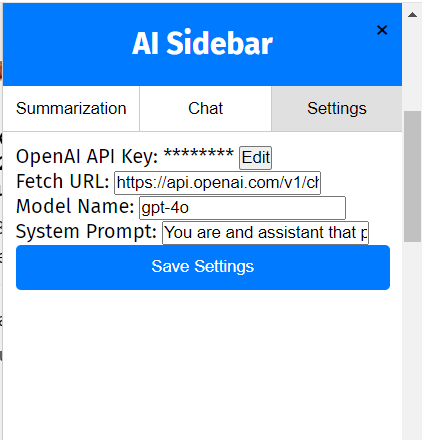 AI Sidebar
×
Summarization Chat Settings
OpenAI API Key: ******** Edit
Fetch URL: https://api.openai.com/v1/ch
Model Name: gpt-4o
System Prompt: You are and assistant that p
Save Settings